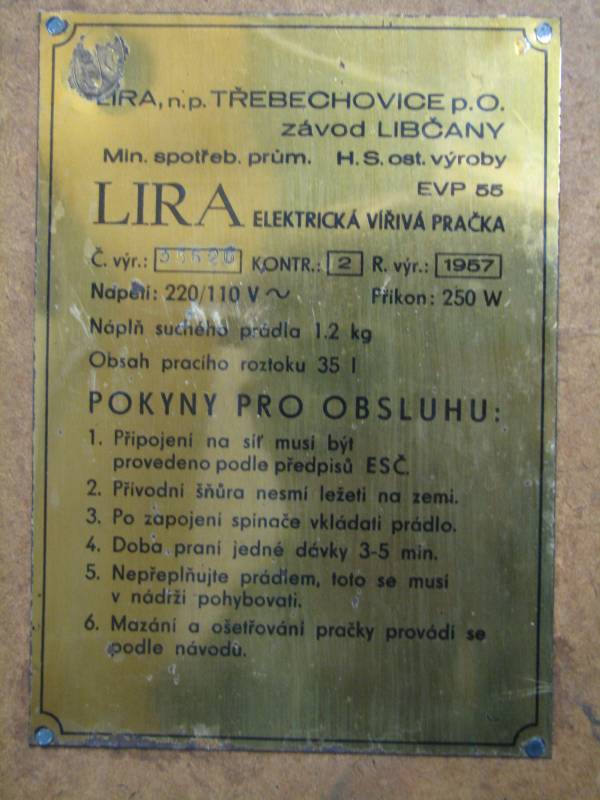 LIRA, n.p. TŘEBECHOVICE p.O.
závod LIBČANY
Min. spotřeb. prům. H.S. ost. výroby
EVP 55
LIRA ELEKTRICKÁ VÍŘIVÁ PRAČKA
Č. výr.: KONTR.: 2 R. výr.: 1957
Napětí: 220/110 V ~ Příkon: 250 W
Náplň suchého prádla 1.2 kg
Obsah pracího roztoku 35 l
POKYNY PRO OBSLUHU:
1. Připojení na síť musí být
provedeno podle předpisů ESČ.
2. Přívodní šňůra nesmí ležeti na zemi.
3. Po zapojení spínače vkládati prádlo.
4. Doba praní jedné dávky 3-5 min.
5. Nepřeplňujte prádlem, toto se musí
v nádrži pohybovati.
6. Mazání a ošetřování pračky provádí se
podle návodů.